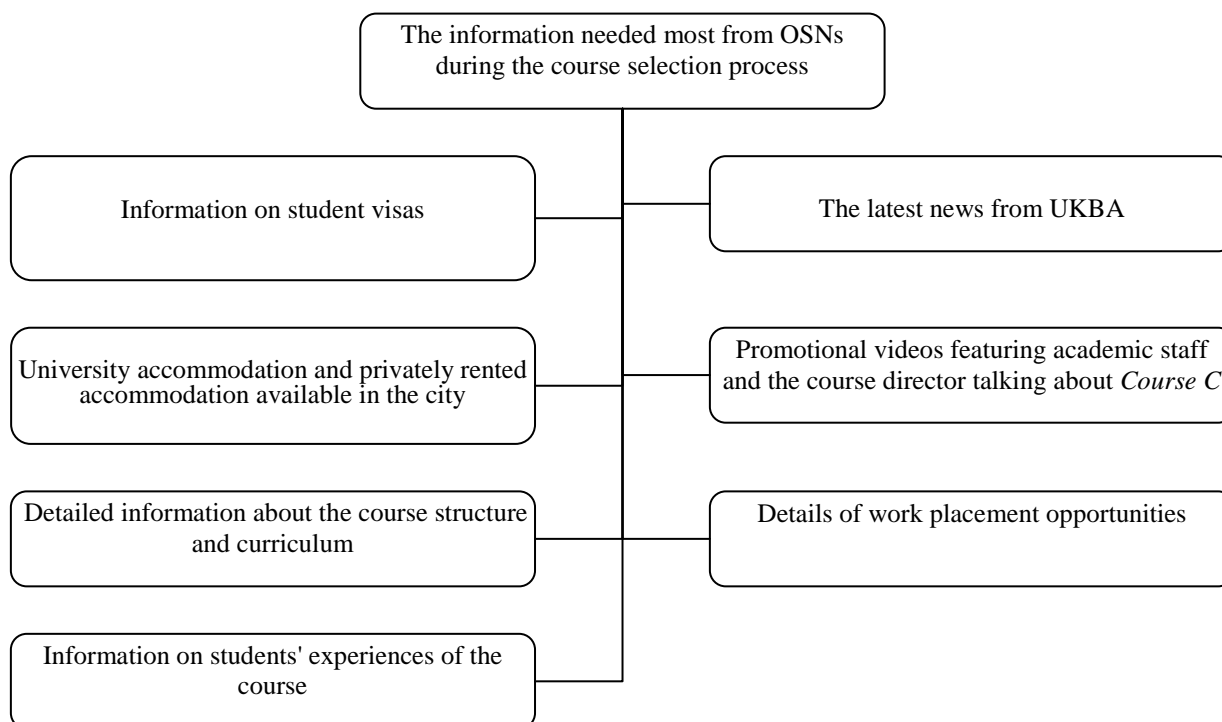 The information needed most from OSNs
during the course selection process
Information on student visas
The latest news from UKBA
University accommodation and privately rented
accommodation available in the city
Promotional videos featuring academic staff
and the course director talking about Course C
Detailed information about the course structure
and curriculum
Details of work placement opportunities
Information on students' experiences of the
course